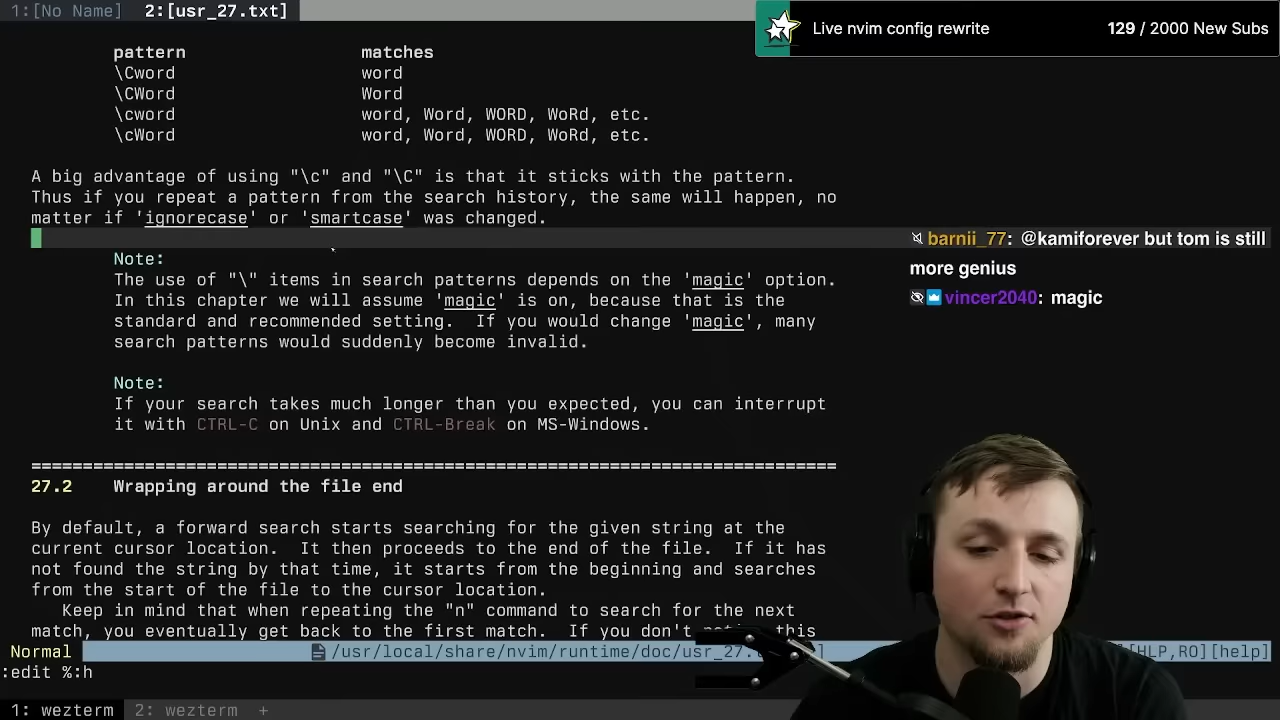 1:[No Name]  2:[usr_27.txt]
Live nvim config rewrite  129 / 2000 New Subs
pattern  matches
\Cword  word
\CWord  Word
\cword  word, Word, WORD, WoRd, etc.
\cWord  word, Word, WORD, WoRd, etc.
A big advantage of using "\c" and "\C" is that it sticks with the pattern.
Thus if you repeat a pattern from the search history, the same will happen, no
matter if 'ignorecase' or 'smartcase' was changed.
Note:
The use of "\" items in search patterns depends on the 'magic' option.
In this chapter we will assume 'magic' is on, because that is the
standard and recommended setting.  If you would change 'magic', many
search patterns would suddenly become invalid.
Note:
If your search takes much longer than you expected, you can interrupt
it with CTRL-C on Unix and CTRL-Break on MS-Windows.
==============================================================================
27.2  Wrapping around the file end
By default, a forward search starts searching for the given string at the
current cursor location.  It then proceeds to the end of the file.  If it has
not found the string by that time, it starts from the beginning and searches
from the start of the file to the cursor location.
Keep in mind that when repeating the "n" command to search for the next
match, you eventually get back to the first match.  If you don't this
Normal  /usr/local/share/nvim/runtime/doc/usr_27. [HLP,RO][help]
:edit %:h
1: wezterm  2: wezterm  +
barnii_77: @kamiforever but tom is still
more genius
vincer2040: magic